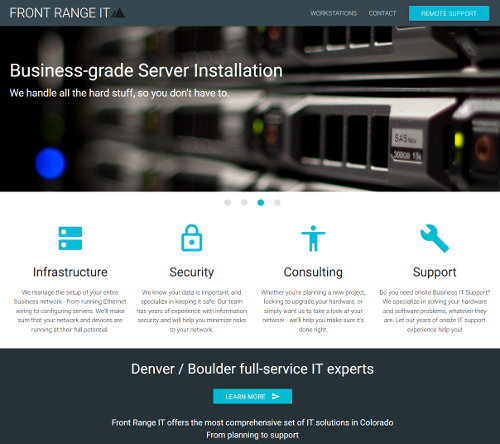 FRONT RANGE IT
WORKSTATIONS
CONTACT
REMOTE SUPPORT
Business-grade Server Installation
We handle all the hard stuff, so you don't have to.
SAS
300GB 15k
Infrastructure
We manage the setup of your entire
business network - from running Ethernet
wiring to configuring servers. We'll make
sure that your network and devices are
running at their full potential.
Security
We know your data is important, and
specialize in keeping it safe. Our team
has years of experience with information
security and will help you minimize risks
to your network.
Consulting
Whether you're planning a new project,
looking to upgrade your hardware, or
simply want us to take a look at your
network - we'll help you make sure it's
done right.
Support
Do you need onsite Business IT Support?
We specialize in solving your hardware
and software problems, whatever they
are. Let our years of onsite IT support
experience help you!
Denver / Boulder full-service IT experts
LEARN MORE
Front Range IT offers the most comprehensive set of IT solutions in Colorado
From planning to support